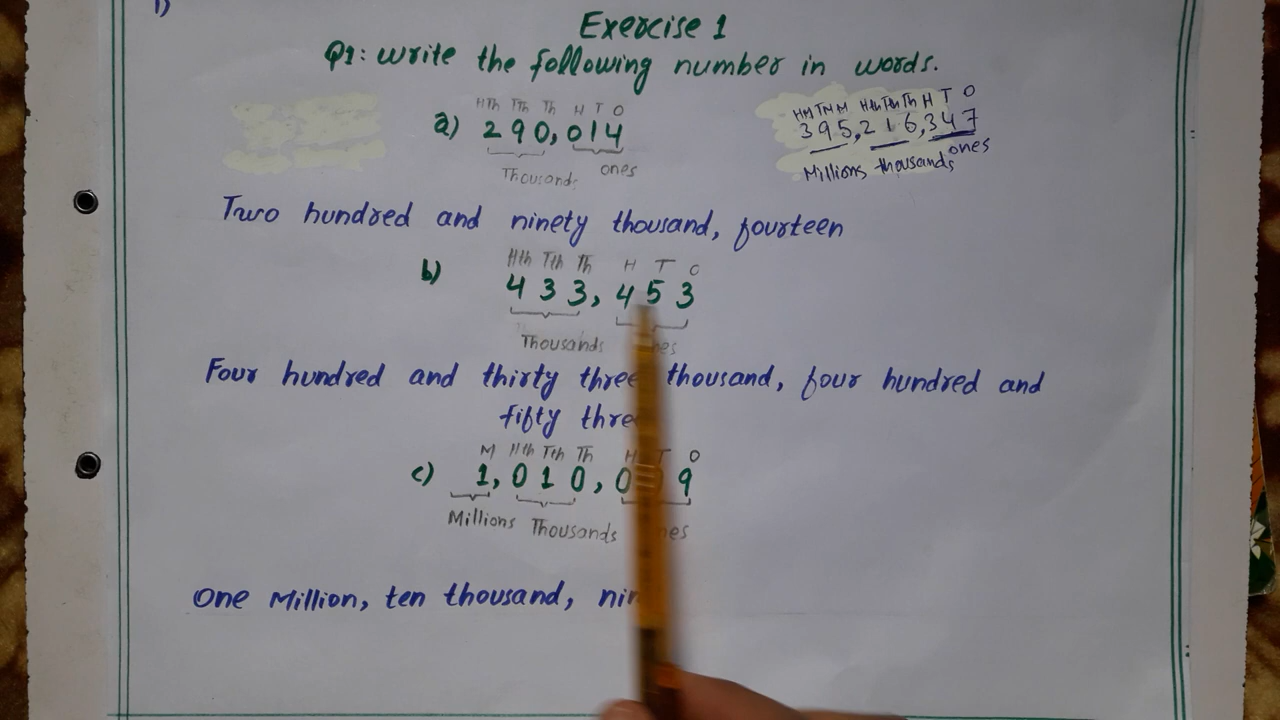 1)
Exercise 1
Q1: Write the following number in words.
HTh TTh Th H T O
a) 290,014
Thousands ones
HM TM M Hth Tth Th H T O
395,216,347
Millions thousands ones
Two hundred and ninety thousand, fourteen
Hth Tth Th H T O
b) 433,453
Thousands
Four hundred and thirty three thousand, four hundred and
fifty
M Hth Tth Th H T O
c) 1,010,0 9
Millions Thousands
One Million, ten thousand,